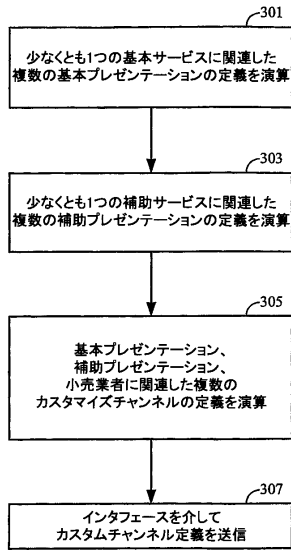 301
少なくとも1つの基本サービスに関連した
複数の基本プレゼンテーションの定義を演算
303
少なくとも1つの補助サービスに関連した
複数の補助プレゼンテーションの定義を演算
305
基本プレゼンテーション、
補助プレゼンテーション、
小売業者に関連した複数の
カスタマイズチャンネルの定義を演算
307
インタフェースを介して
カスタムチャンネル定義を送信